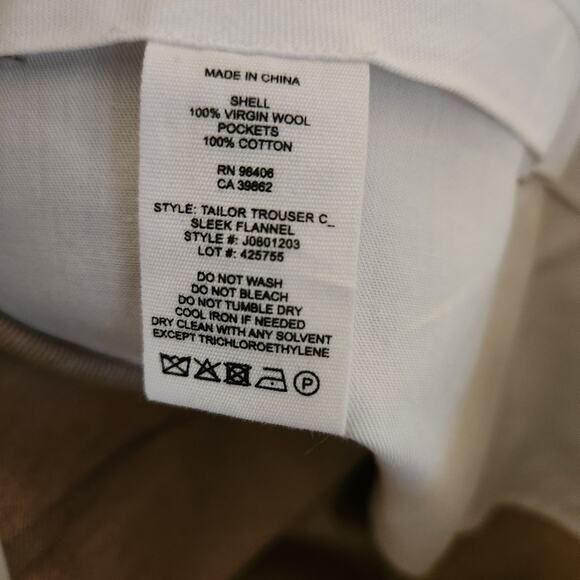 MADE IN CHINA
SHELL
100% VIRGIN WOOL
POCKETS
100% COTTON
RN 96406
CA 39862
STYLE: TAILOR TROUSER C_
SLEEK FLANNEL
STYLE #: J0801203
LOT #: 425755
DO NOT WASH
DO NOT BLEACH
DO NOT TUMBLE DRY
COOL IRON IF NEEDED
DRY CLEAN WITH ANY SOLVENT
EXCEPT TRICHLOROETHYLENE
P